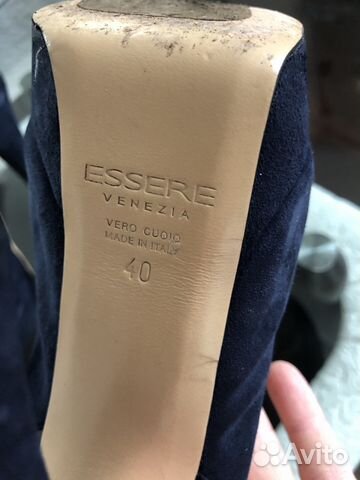 ESSERE
VENEZIA
VERO CUOIO
MADE IN ITALY
40
Avito